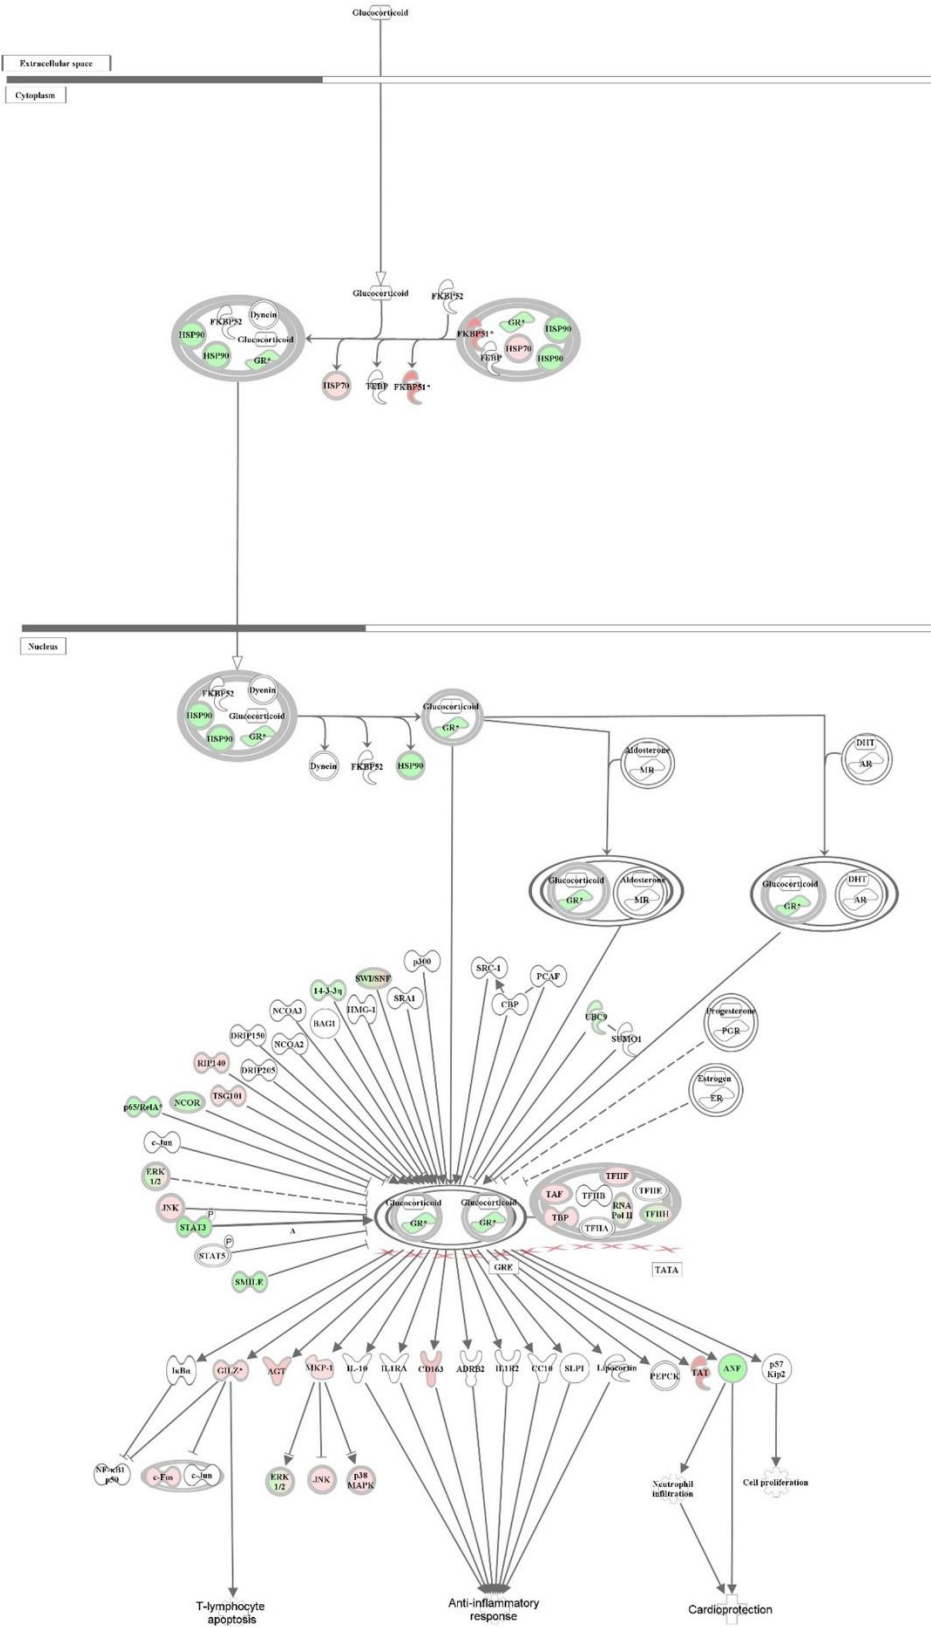 Glucocorticoid
Extracellular space
Cytoplasm
Glucocorticoid
FKBP52
FKBP52
Dynein
HSP90
Glucocorticoid
HSP90
GR*
GR*
FKBP51*
HSP90
HSP70
TEBP
HSP90
HSP70
TEBP
FKBP51*
Nucleus
FKBP52
Dyenin
HSP90
Glucocorticoid
HSP90
GR*
Glucocorticoid
GR*
Dynein
FKBP52
HSP90
Aldosterone
MR
DHT
AR
Glucocorticoid
GR*
Aldosterone
MR
Glucocorticoid
GR*
DHT
AR
p300
SRC-1
PCAF
SWI/SNF
14-3-3η
SRA1
CBP
HMG-1
NCOA3
BAG1
UBC9
SUMO1
Progesterone
PGR
DRIP150
NCOA2
RIP140
DRIP205
Estrogen
ER
TSG101
NCOR
p65/RelA*
c-Jun
ERK
1/2
JNK
P
STAT3
A
P
STAT5
SMILE
Glucocorticoid
GR*
Glucocorticoid
GR*
TFIIF
TAF
TFIIB
TFIIE
RNA
Pol II
TBP
TFIIH
TFIIA
GRE
TATA
IκBα
GILZ*
AGT
MKP-1
IL-10
IL1RA
CD163
ADRB2
IL1R2
CC10
SLPI
Lipocortin
PEPCK
TAT
ANF
p57
Kip2
NF-κB1
p50
c-Fos
c-Jun
ERK
1/2
JNK
p38
MAPK
Neutrophil
infiltration
Cell proliferation
T-lymphocyte
apoptosis
Anti-inflammatory
response
Cardioprotection